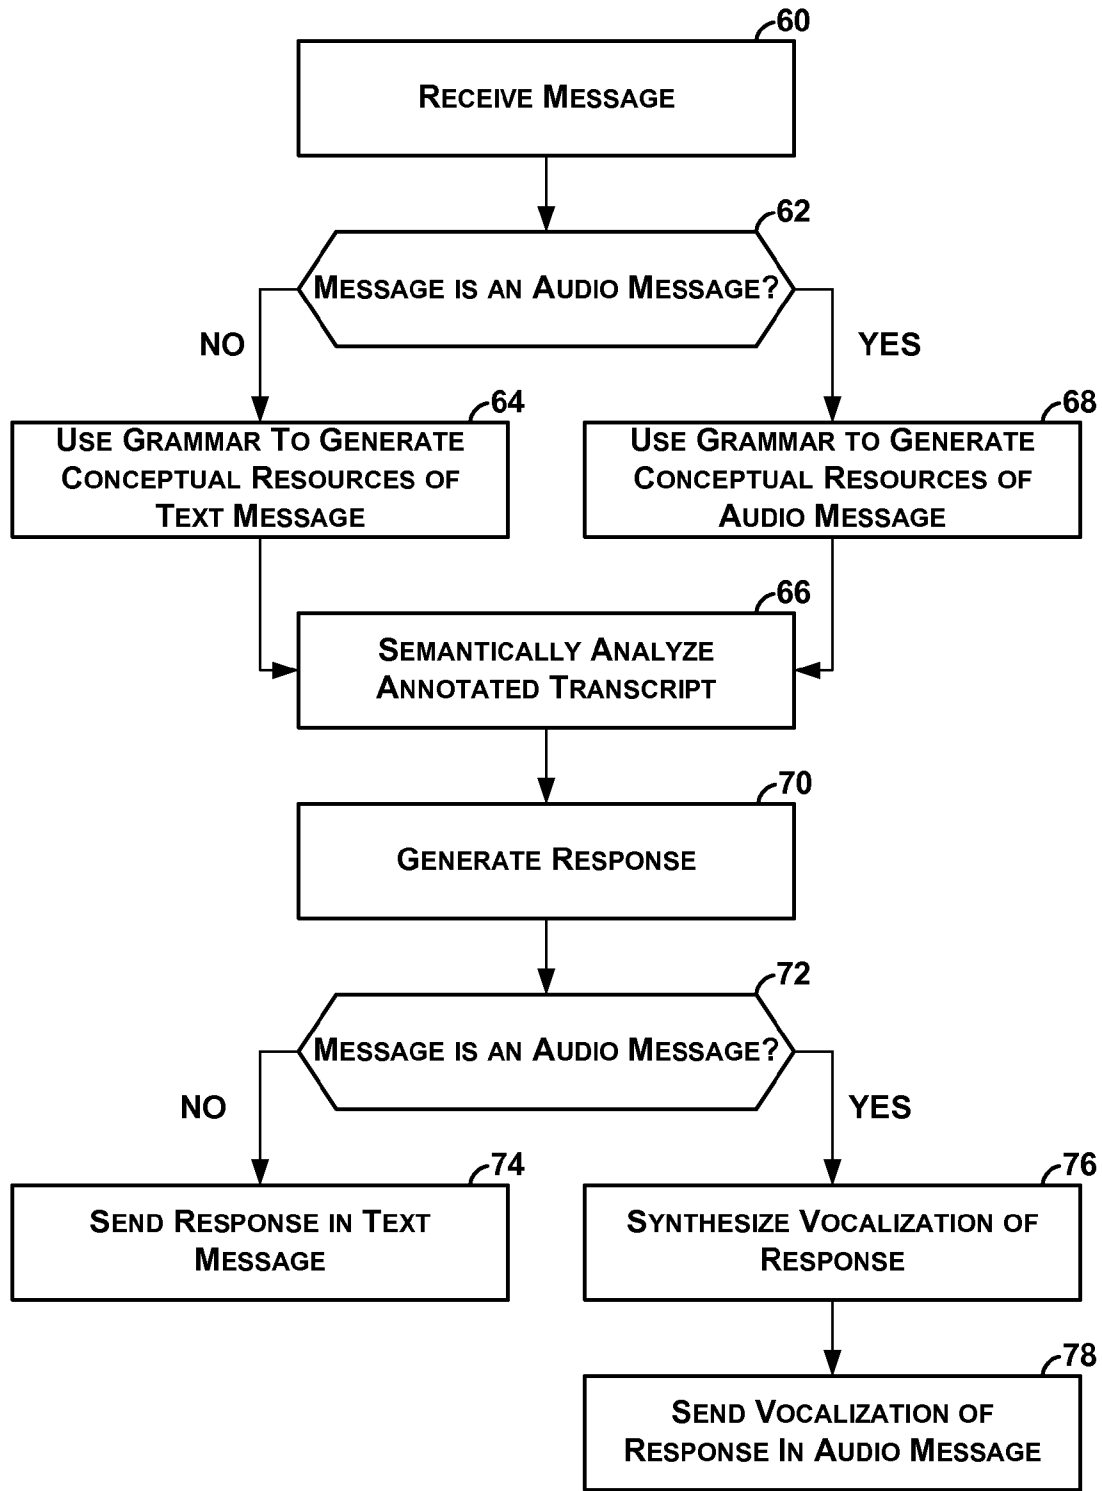 60
RECEIVE MESSAGE
62
MESSAGE IS AN AUDIO MESSAGE?
NO
YES
64
USE GRAMMAR TO GENERATE
CONCEPTUAL RESOURCES OF
TEXT MESSAGE
68
USE GRAMMAR TO GENERATE
CONCEPTUAL RESOURCES OF
AUDIO MESSAGE
66
SEMANTICALLY ANALYZE
ANNOTATED TRANSCRIPT
70
GENERATE RESPONSE
72
MESSAGE IS AN AUDIO MESSAGE?
NO
YES
74
SEND RESPONSE IN TEXT
MESSAGE
76
SYNTHESIZE VOCALIZATION OF
RESPONSE
78
SEND VOCALIZATION OF
RESPONSE IN AUDIO MESSAGE